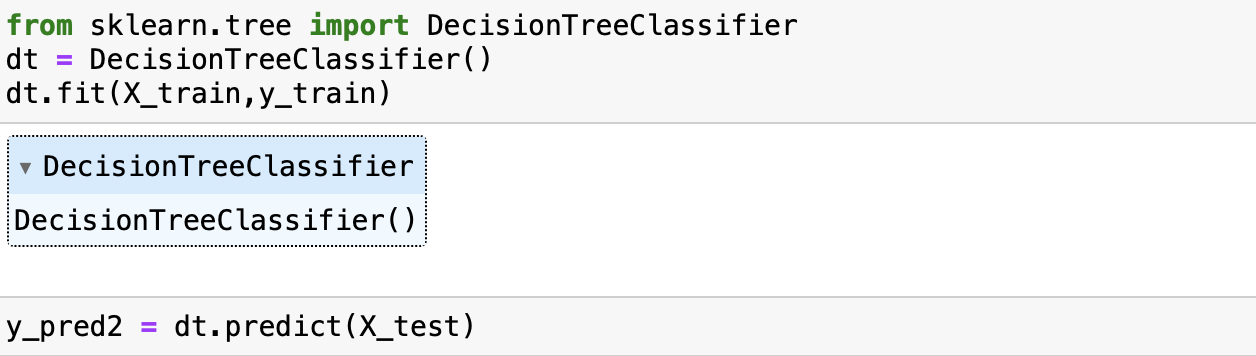 from sklearn.tree import DecisionTreeClassifier
dt = DecisionTreeClassifier()
dt.fit(X_train,y_train)
▼ DecisionTreeClassifier
DecisionTreeClassifier()
y_pred2 = dt.predict(X_test)